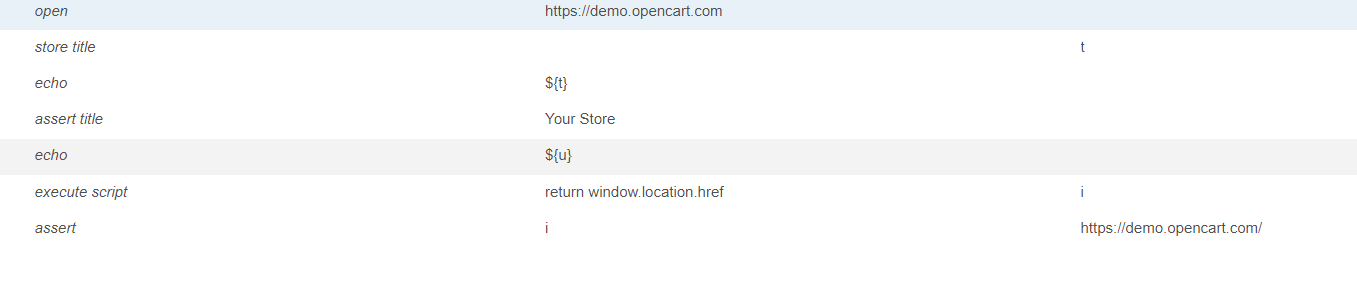 open https://demo.opencart.com
store title t
echo ${t}
assert title Your Store
echo ${u}
execute script return window.location.href i
assert i https://demo.opencart.com/